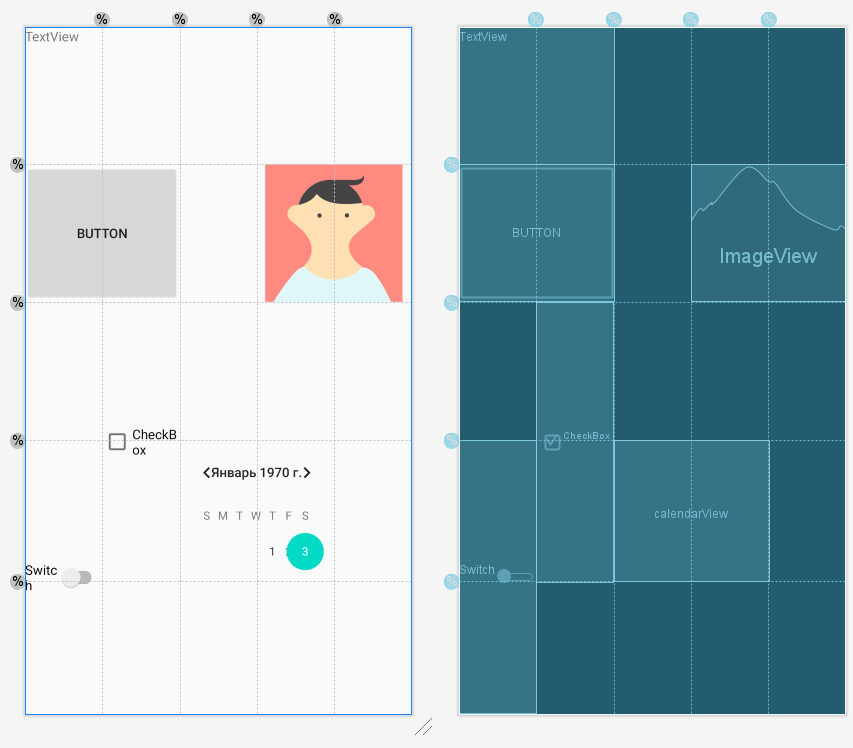 % % % %
TextView
%
BUTTON
%
%
CheckB
ox
Январь 1970 г.
S M T W T F S
1 3
%
Switc
h
% % % %
TextView
%
BUTTON
ImageView
%
%
CheckBox
calendarView
%
Switch